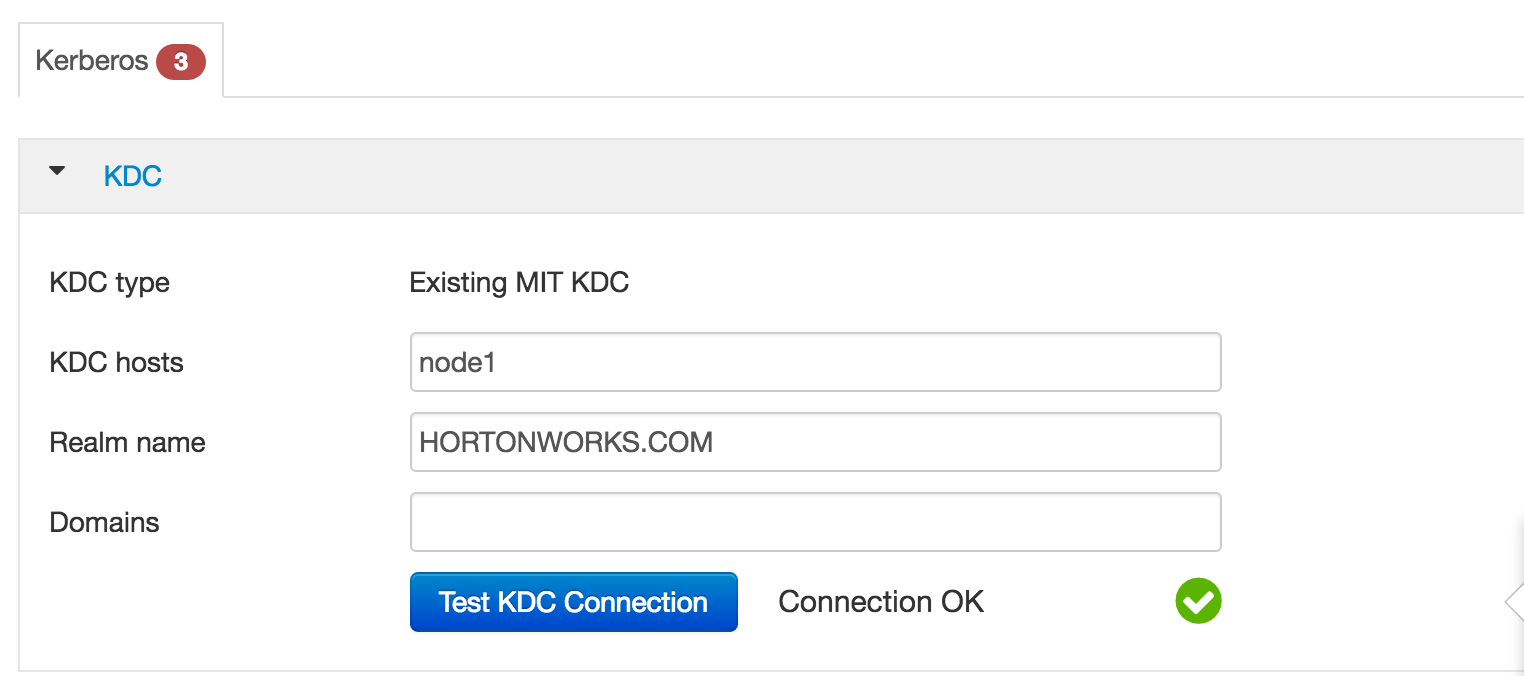 Kerberos 3
KDC
KDC type Existing MIT KDC
KDC hosts node1
Realm name HORTONWORKS.COM
Domains
Test KDC Connection Connection OK